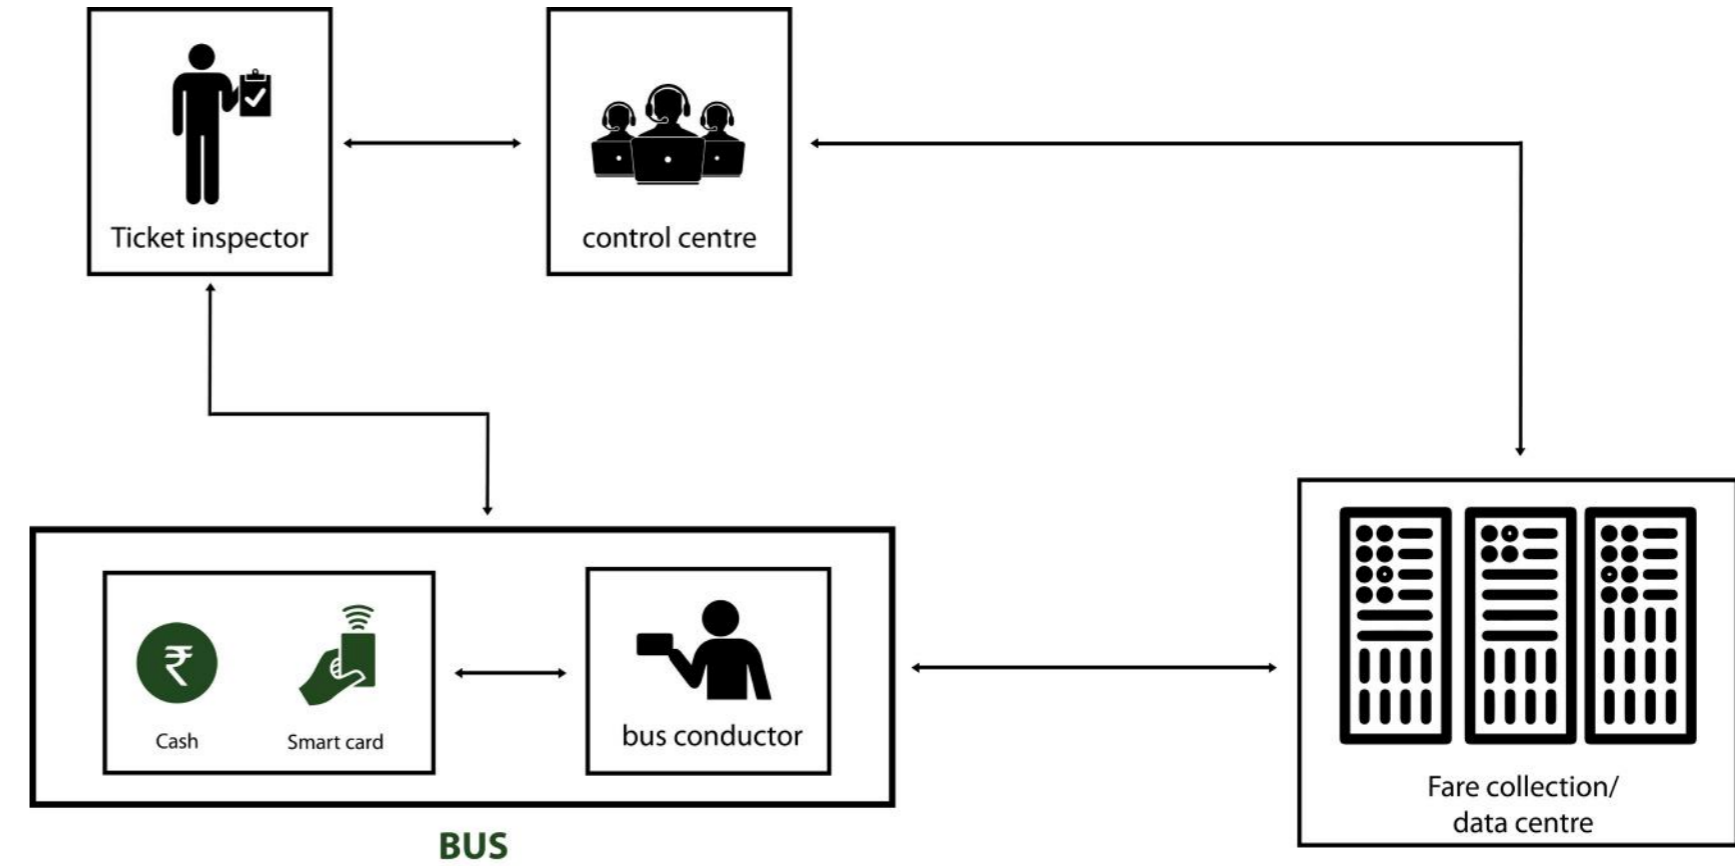 Ticket inspector
control centre
₹
Cash
Smart card
bus conductor
BUS
Fare collection/
data centre